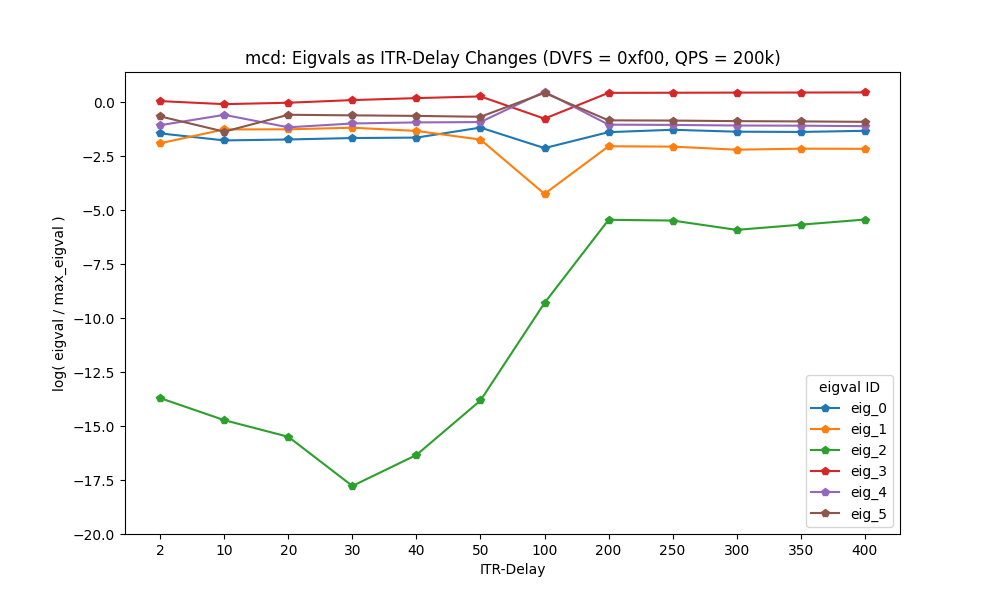 mcd: Eigvals as ITR-Delay Changes (DVFS = 0xf00, QPS = 200k)
log( eigval / max_eigval )
0.0
−2.5
−5.0
−7.5
−10.0
−12.5
−15.0
−17.5
−20.0
eigval ID
eig_0
eig_1
eig_2
eig_3
eig_4
eig_5
2 10 20 30 40 50 100 200 250 300 350 400
ITR-Delay